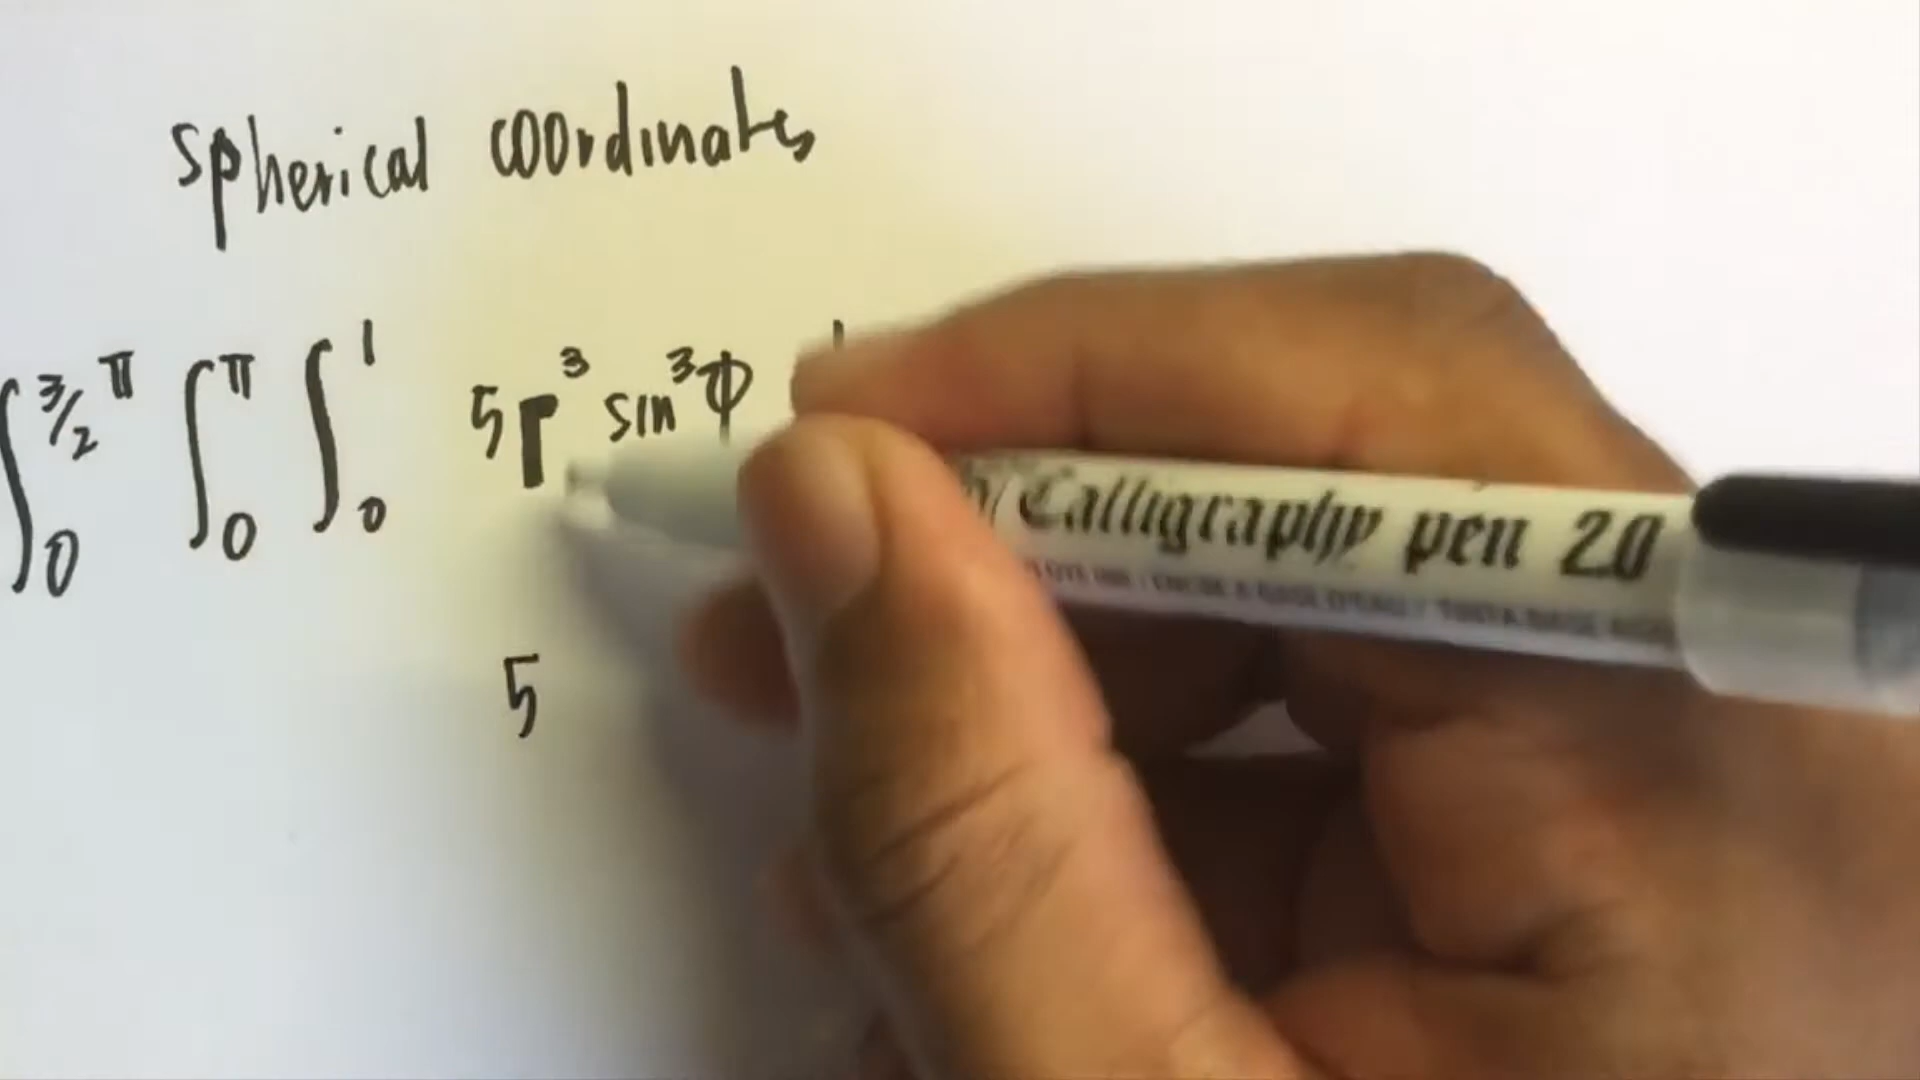 spherical coordinates
∫₀^{3/2 π} ∫₀^π ∫₀^1 5r³ sin³φ
5
Calligraphy pen 2.0